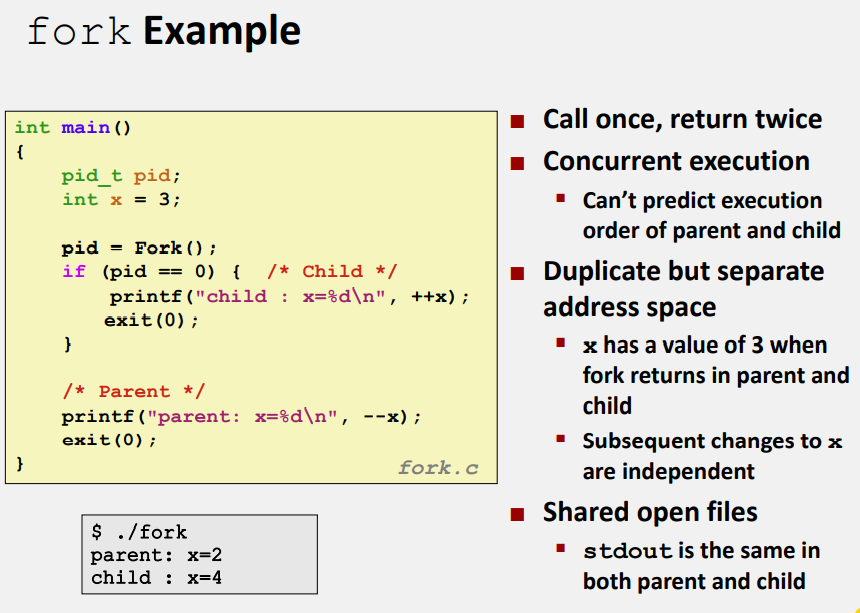 fork Example
int main()
{
    pid_t pid;
    int x = 3;

    pid = Fork();
    if (pid == 0) {  /* Child */
        printf("child : x=%d\n", ++x);
        exit(0);
    }

    /* Parent */
    printf("parent: x=%d\n", --x);
    exit(0);
}
fork.c
$ ./fork
parent: x=2
child : x=4
■ Call once, return twice
■ Concurrent execution
▪ Can’t predict execution
order of parent and child
■ Duplicate but separate
address space
▪ x has a value of 3 when
fork returns in parent and
child
▪ Subsequent changes to x
are independent
■ Shared open files
▪ stdout is the same in
both parent and child